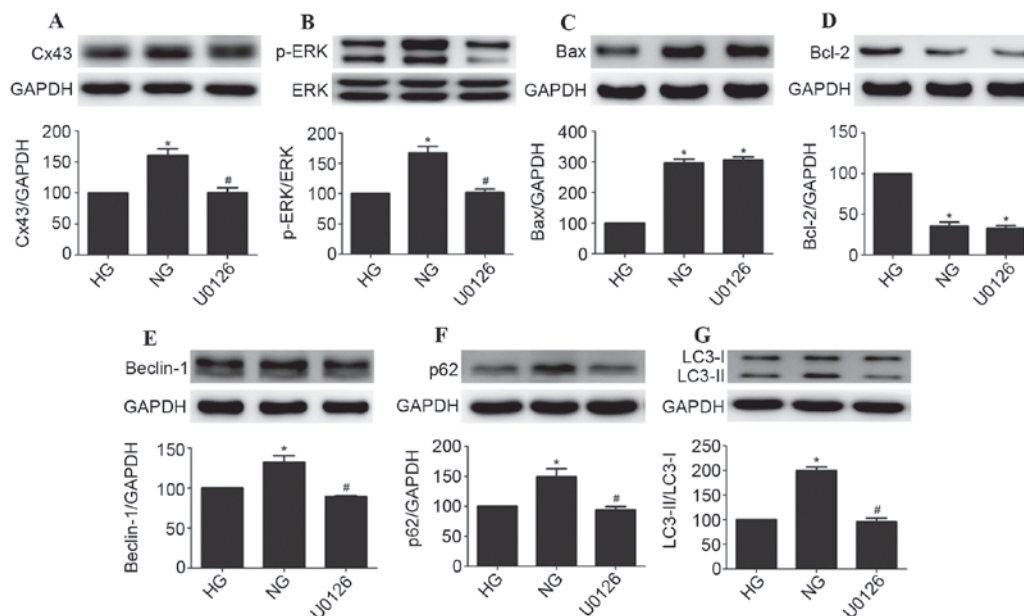 A
Cx43
GAPDH
Cx43/GAPDH
200
150
100
50
0
*
#
HG
NG
U0126
B
p-ERK
ERK
p-ERK/ERK
200
150
100
50
0
*
#
HG
NG
U0126
C
Bax
GAPDH
Bax/GAPDH
400
300
200
100
0
*
*
HG
NG
U0126
D
Bcl-2
GAPDH
Bcl-2/GAPDH
150
100
50
0
*
*
HG
NG
U0126
E
Beclin-1
GAPDH
Beclin-1/GAPDH
150
100
50
0
*
#
HG
NG
U0126
F
p62
GAPDH
p62/GAPDH
200
150
100
50
0
*
#
HG
NG
U0126
G
LC3-I
LC3-II
GAPDH
LC3-II/LC3-I
250
200
150
100
50
0
*
#
HG
NG
U0126